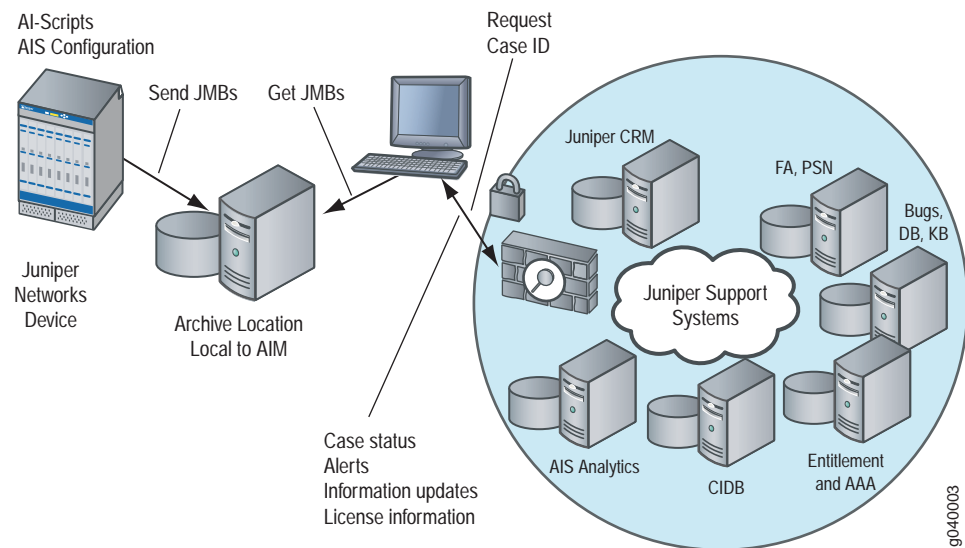 AI-Scripts
AIS Configuration
Send JMBs
Get JMBs
Request
Case ID
Juniper CRM
FA, PSN
Bugs,
DB, KB
Juniper
Networks
Device
Archive Location
Local to AIM
Juniper Support
Systems
Case status
Alerts
Information updates
License information
AIS Analytics
CIDB
Entitlement
and AAA
g040003